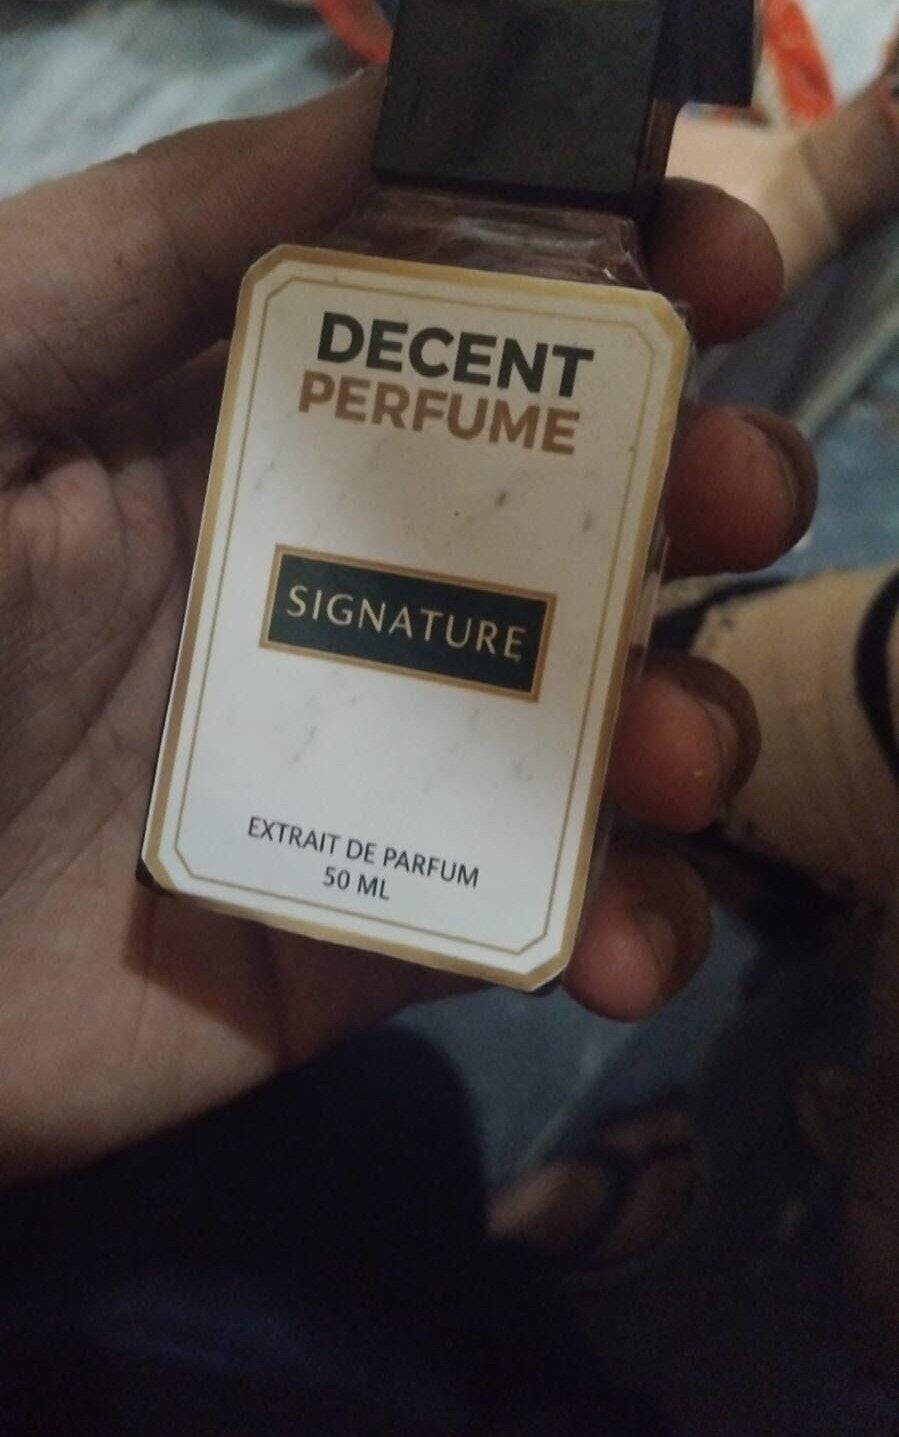 DECENT
PERFUME
SIGNATURE
EXTRAIT DE PARFUM
50 ML